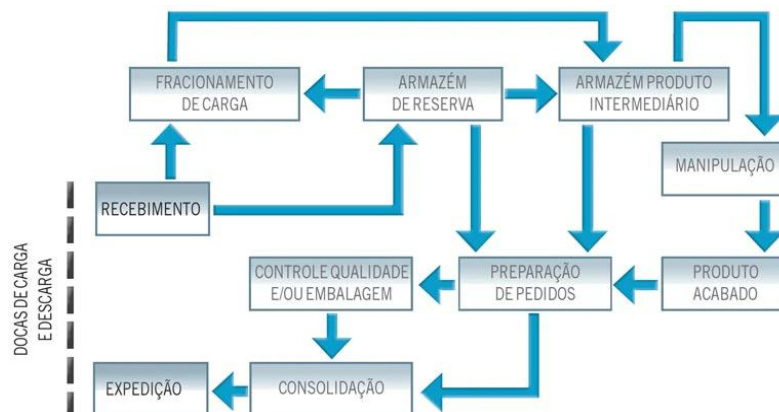 FRACIONAMENTO
DE CARGA
ARMAZÉM
DE RESERVA
ARMAZÉM PRODUTO
INTERMEDIÁRIO
MANIPULAÇÃO
RECEBIMENTO
DOCAS DE CARGA
E DESCARGA
CONTROLE QUALIDADE
E/OU EMBALAGEM
PREPARAÇÃO
DE PEDIDOS
PRODUTO
ACABADO
EXPEDIÇÃO
CONSOLIDAÇÃO